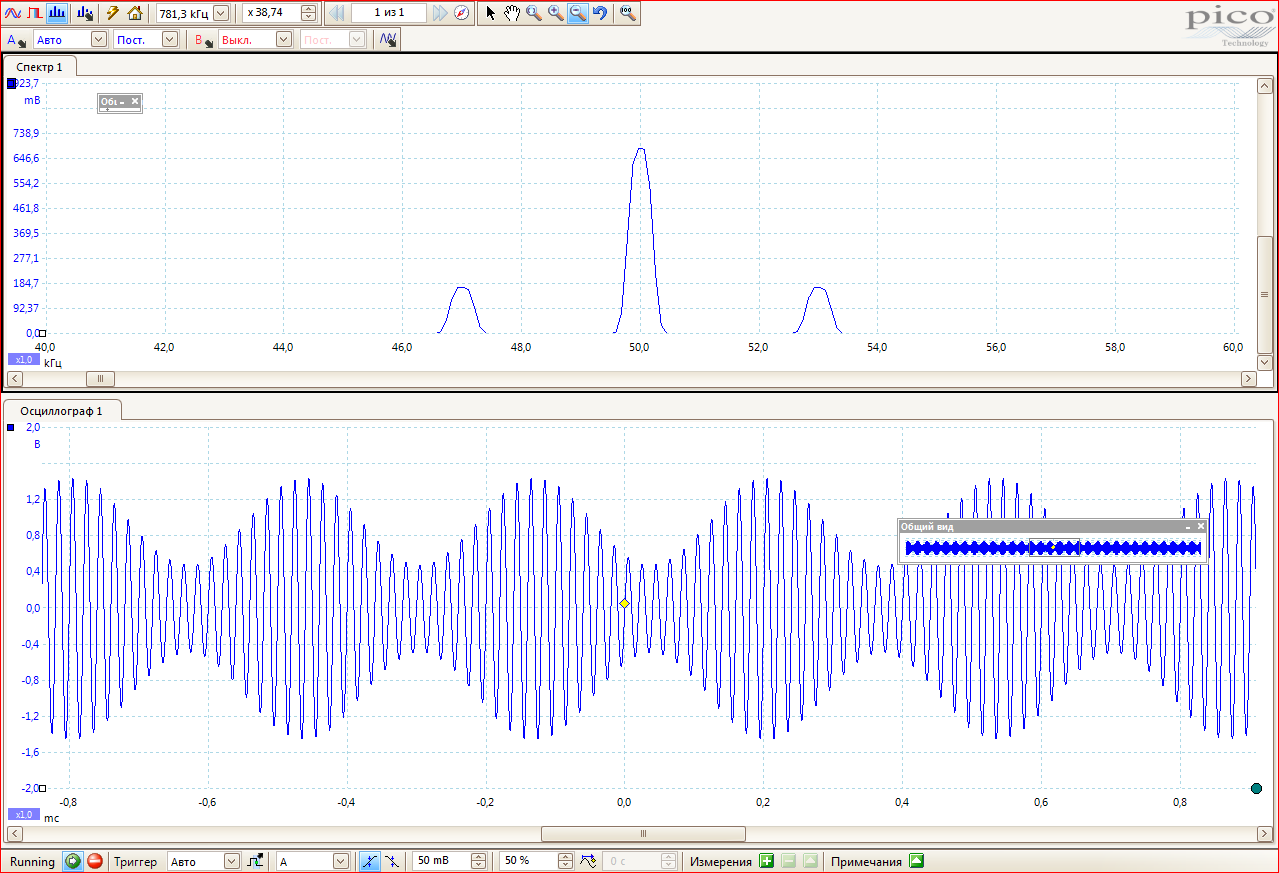 781,3 кГц x 38,74 1 из 1
pico
Technology
A Авто Пост. B Выкл. Пост.
Спектр 1
923,7
mВ
738,9
646,6
554,2
461,8
369,5
277,1
184,7
92,37
0,0
40,0 42,0 44,0 46,0 48,0 50,0 52,0 54,0 56,0 58,0 60,0
x1,0 кГц
Осциллограф 1
2,0
В
1,2
0,8
0,4
0,0
-0,4
-0,8
-1,2
-1,6
-2,0
Общий вид
-0,8 -0,6 -0,4 -0,2 0,0 0,2 0,4 0,6 0,8
x1,0 mc
Running Триггер Авто A 50 mВ 50 % 0 с Измерения Примечания